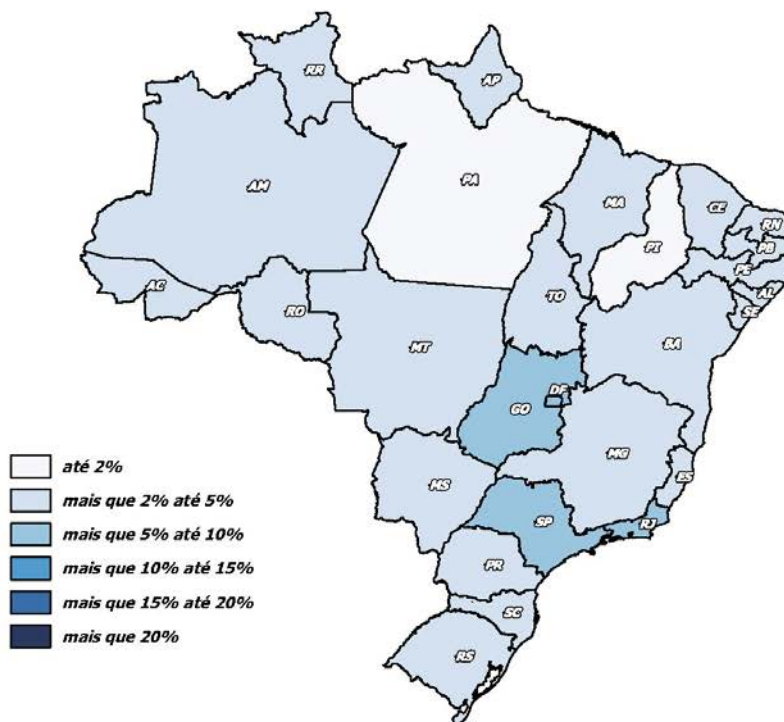 RR
AP
AM
PA
MA
CE
RN
PB
PI
PE
AC
TO
AL
SE
RO
BA
MT
DF
GO
MG
ES
MS
SP
RJ
PR
SC
RS
até 2%
mais que 2% até 5%
mais que 5% até 10%
mais que 10% até 15%
mais que 15% até 20%
mais que 20%